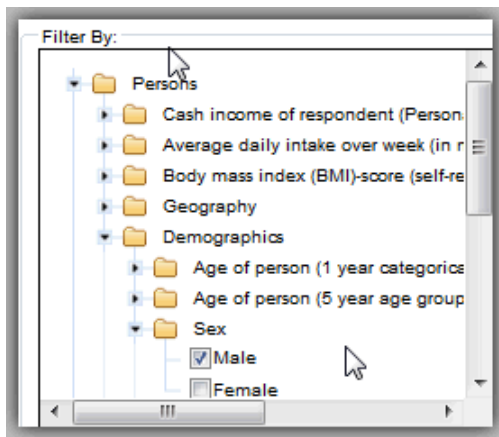 Filter By:
Persons
Cash income of respondent (Person
Average daily intake over week (in r
Body mass index (BMI)-score (self-re
Geography
Demographics
Age of person (1 year categorica
Age of person (5 year age group
Sex
Male
Female